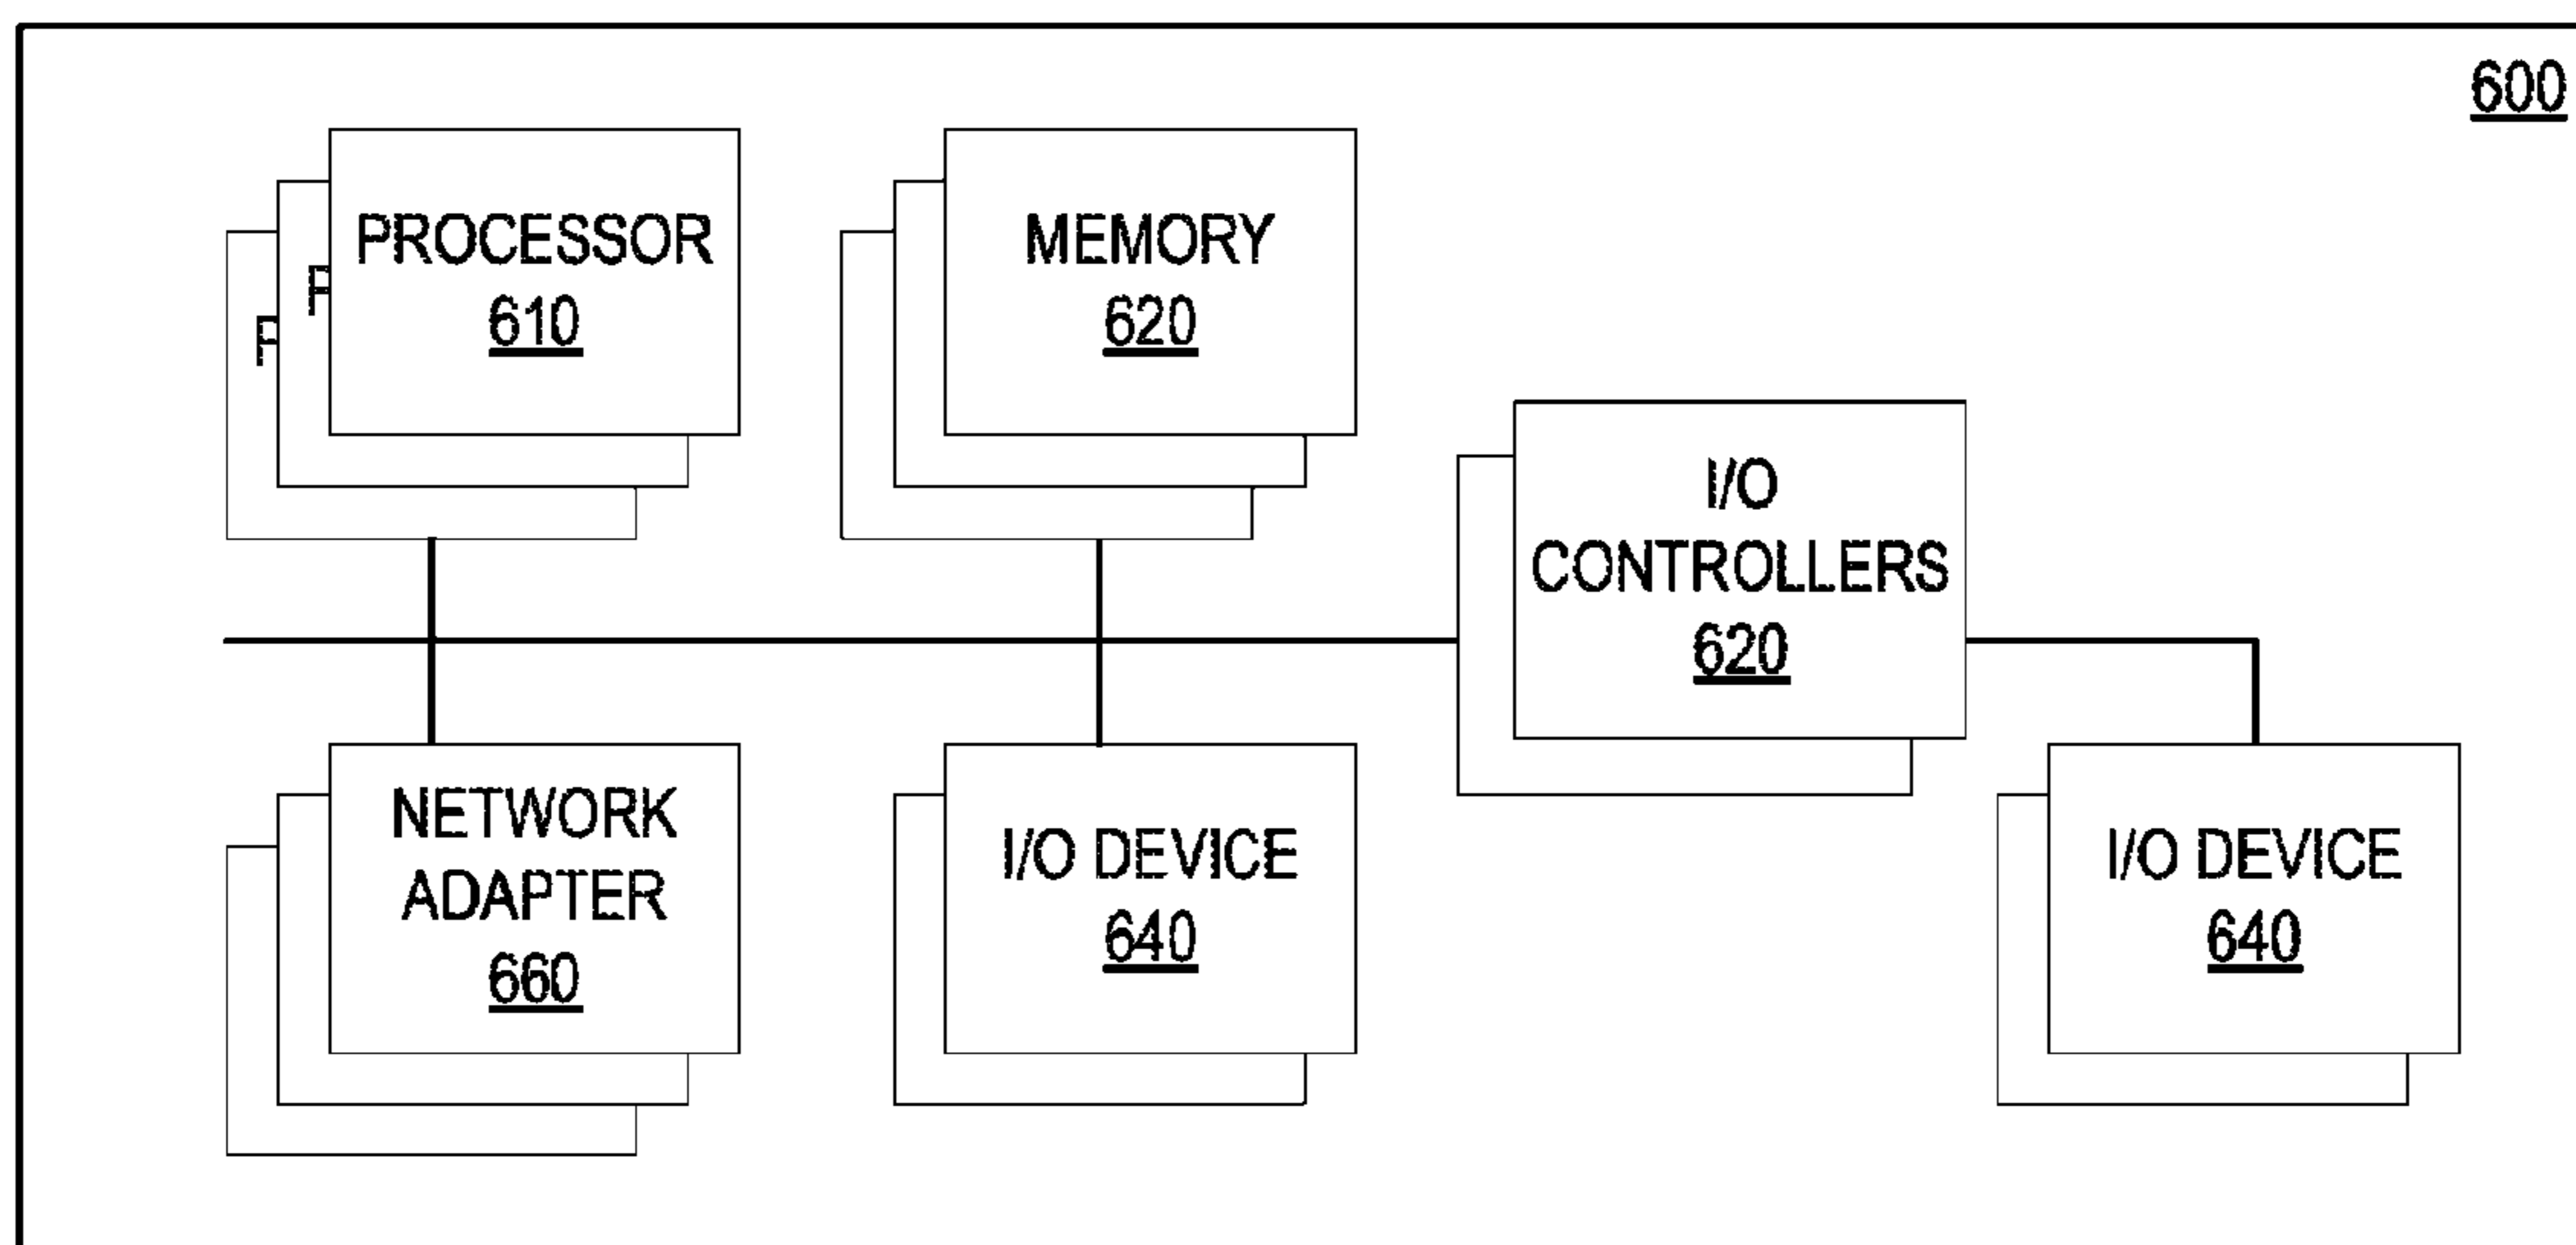 600
PROCESSOR
610
MEMORY
620
I/O
CONTROLLERS
620
NETWORK
ADAPTER
660
I/O DEVICE
640
I/O DEVICE
640